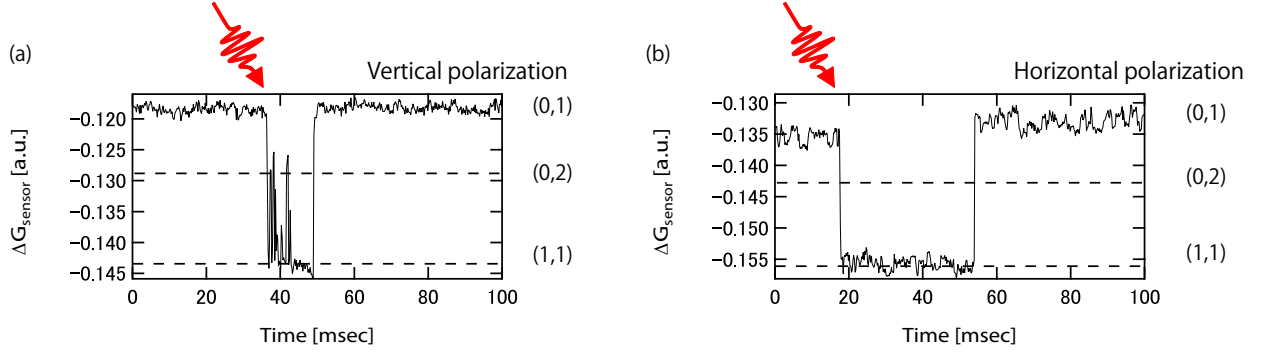 (a)
Vertical polarization
ΔGsensor [a.u.]
−0.120
−0.125
−0.130
−0.135
−0.140
−0.145
(0,1)
(0,2)
(1,1)
0 20 40 60 80 100
Time [msec]
(b)
Horizontal polarization
ΔGsensor [a.u.]
−0.130
−0.135
−0.140
−0.145
−0.150
−0.155
(0,1)
(0,2)
(1,1)
0 20 40 60 80 100
Time [msec]